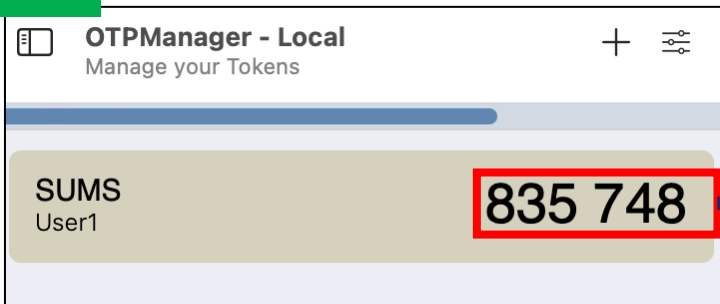 OTPManager - Local
Manage your Tokens
SUMS
User1
835 748